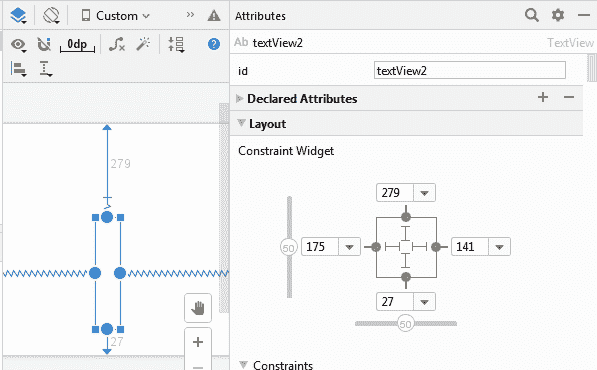 Custom
Attributes
0dp
Ab textView2
TextView
id
textView2
Declared Attributes
Layout
Constraint Widget
279
279
50
175
141
27
27
50
Constraints